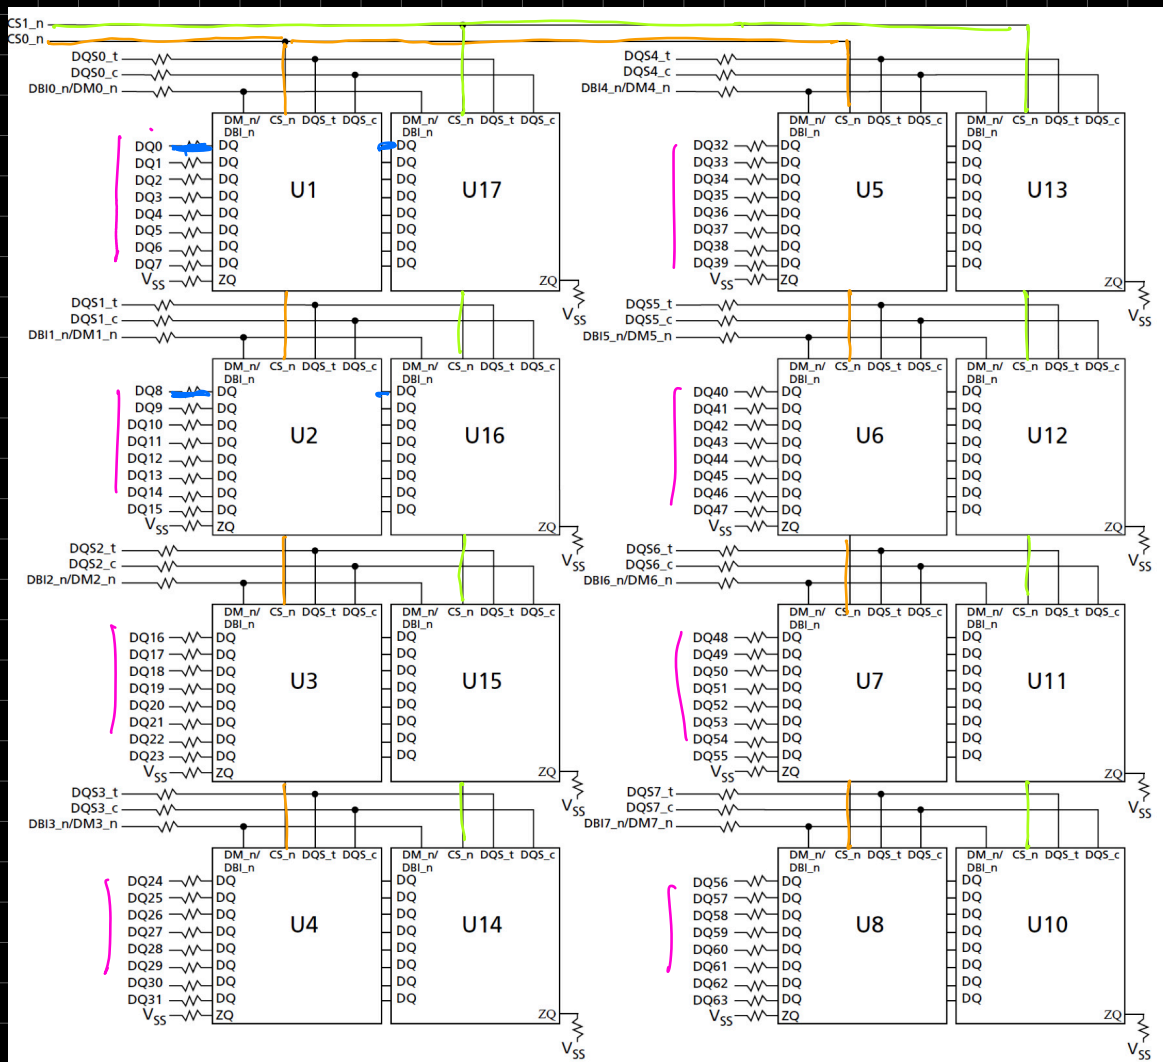 CS1_n
CS0_n
DQS0_t DQS4_t
DQS0_c DQS4_c
DBI0_n/DM0_n DBI4_n/DM4_n
DM_n/ CS_n DQS_t DQS_c CS_n DQS_t DQS_c DM_n/ CS_n DQS_t DQS_c CS_n DQS_t DQS_c
DBI_n DM_n/ DBI_n DM_n/
DBI_n DBI_n
DQ0 DQ DQ DQ32 DQ DQ
DQ1 DQ DQ DQ33 DQ DQ
DQ2 DQ DQ DQ34 DQ DQ
DQ3 DQ U1 DQ U17 DQ35 DQ U5 DQ U13
DQ4 DQ DQ DQ36 DQ DQ
DQ5 DQ DQ DQ37 DQ DQ
DQ6 DQ DQ DQ38 DQ DQ
DQ7 DQ DQ DQ39 DQ DQ
VSS ZQ ZQ VSS ZQ ZQ
VSS VSS
DQS1_t DQS5_t
DQS1_c DQS5_c
DBI1_n/DM1_n DBI5_n/DM5_n
DM_n/ CS_n DQS_t DQS_c CS_n DQS_t DQS_c DM_n/ CS_n DQS_t DQS_c CS_n DQS_t DQS_c
DBI_n DM_n/ DBI_n DM_n/
DBI_n DBI_n
DQ8 DQ DQ DQ40 DQ DQ
DQ9 DQ DQ DQ41 DQ DQ
DQ10 DQ DQ DQ42 DQ DQ
DQ11 DQ U2 DQ U16 DQ43 DQ U6 DQ U12
DQ12 DQ DQ DQ44 DQ DQ
DQ13 DQ DQ DQ45 DQ DQ
DQ14 DQ DQ DQ46 DQ DQ
DQ15 DQ DQ DQ47 DQ DQ
VSS ZQ ZQ VSS ZQ ZQ
VSS VSS
DQS2_t DQS6_t
DQS2_c DQS6_c
DBI2_n/DM2_n DBI6_n/DM6_n
DM_n/ CS_n DQS_t DQS_c DM_n/ CS_n DQS_t DQS_c DM_n/ CS_n DQS_t DQS_c DM_n/ CS_n DQS_t DQS_c
DBI_n DBI_n DBI_n DBI_n
DQ16 DQ DQ DQ48 DQ DQ
DQ17 DQ DQ DQ49 DQ DQ
DQ18 DQ DQ DQ50 DQ DQ
DQ19 DQ U3 DQ U15 DQ51 DQ U7 DQ U11
DQ20 DQ DQ DQ52 DQ DQ
DQ21 DQ DQ DQ53 DQ DQ
DQ22 DQ DQ DQ54 DQ DQ
DQ23 DQ DQ DQ55 DQ DQ
VSS ZQ ZQ VSS ZQ ZQ
VSS VSS
DQS3_t DQS7_t
DQS3_c DQS7_c
DBI3_n/DM3_n DBI7_n/DM7_n
DM_n/ CS_n DQS_t DQS_c DM_n/ CS_n DQS_t DQS_c DM_n/ CS_n DQS_t DQS_c DM_n/ CS_n DQS_t DQS_c
DBI_n DBI_n DBI_n DBI_n
DQ24 DQ DQ DQ56 DQ DQ
DQ25 DQ DQ DQ57 DQ DQ
DQ26 DQ DQ DQ58 DQ DQ
DQ27 DQ U4 DQ U14 DQ59 DQ U8 DQ U10
DQ28 DQ DQ DQ60 DQ DQ
DQ29 DQ DQ DQ61 DQ DQ
DQ30 DQ DQ DQ62 DQ DQ
DQ31 DQ DQ DQ63 DQ DQ
VSS ZQ ZQ VSS ZQ ZQ
VSS VSS